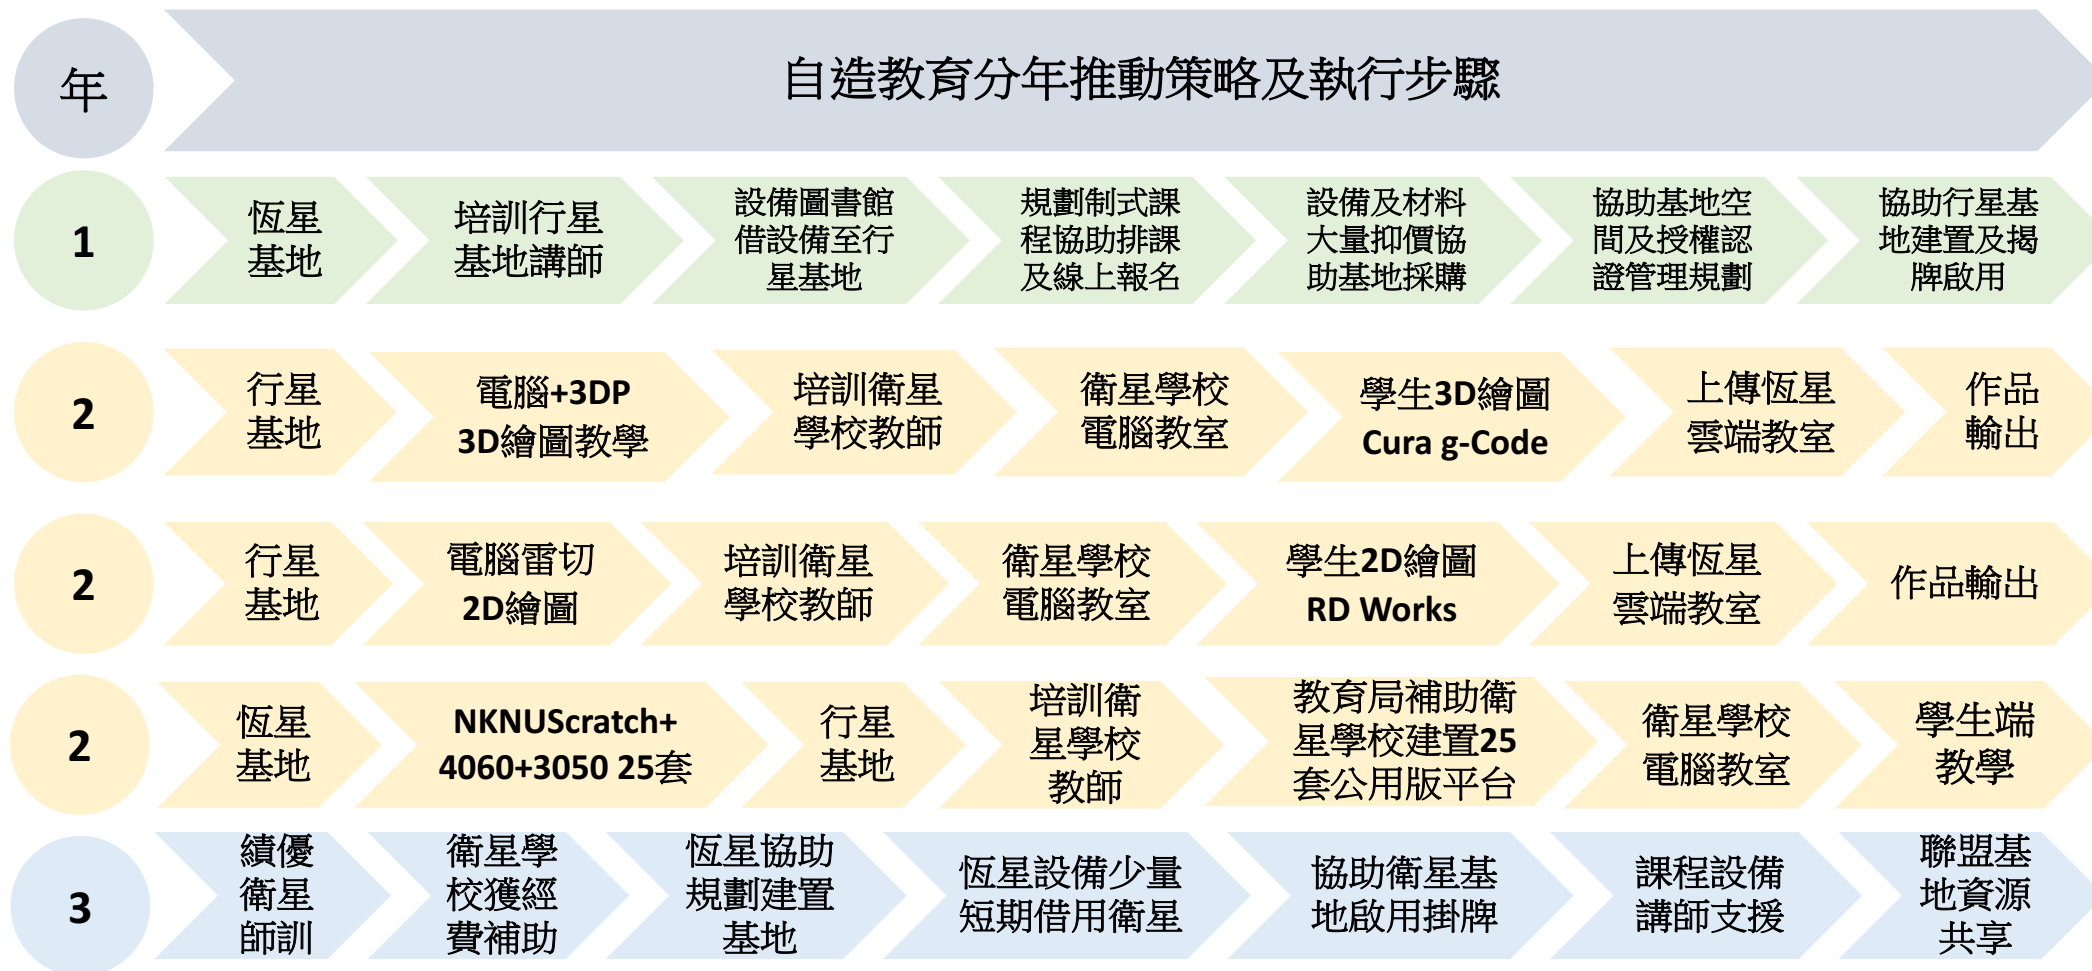 年
自造教育分年推動策略及執行步驟
1
恆星
基地
培訓行星
基地講師
設備圖書館
借設備至行
星基地
規劃制式課
程協助排課
及線上報名
設備及材料
大量抑價協
助基地採購
協助基地空
間及授權認
證管理規劃
協助行星基
地建置及揭
牌啟用
2
行星
基地
電腦+3DP
3D繪圖教學
培訓衛星
學校教師
衛星學校
電腦教室
學生3D繪圖
Cura g-Code
上傳恆星
雲端教室
作品
輸出
2
行星
基地
電腦雷切
2D繪圖
培訓衛星
學校教師
衛星學校
電腦教室
學生2D繪圖
RD Works
上傳恆星
雲端教室
作品輸出
2
恆星
基地
NKNUScratch+
4060+3050 25套
行星
基地
培訓衛
星學校
教師
教育局補助衛
星學校建置25
套公用版平台
衛星學校
電腦教室
學生端
教學
3
績優
衛星
師訓
衛星學
校獲經
費補助
恆星協助
規劃建置
基地
恆星設備少量
短期借用衛星
協助衛星基
地啟用掛牌
課程設備
講師支援
聯盟基
地資源
共享